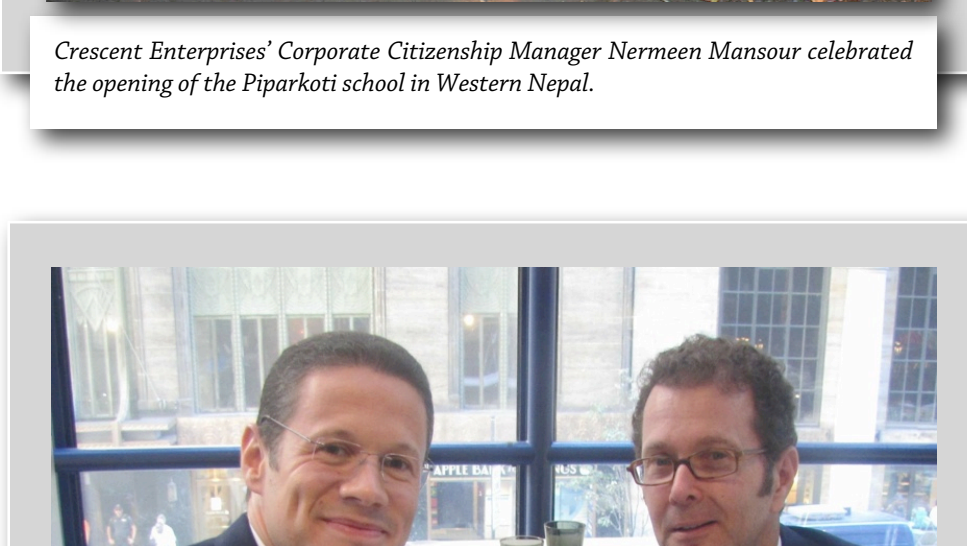 Crescent Enterprises’ Corporate Citizenship Manager Nermeen Mansour celebrated
the opening of the Piparkoti school in Western Nepal.
APPLE BANK